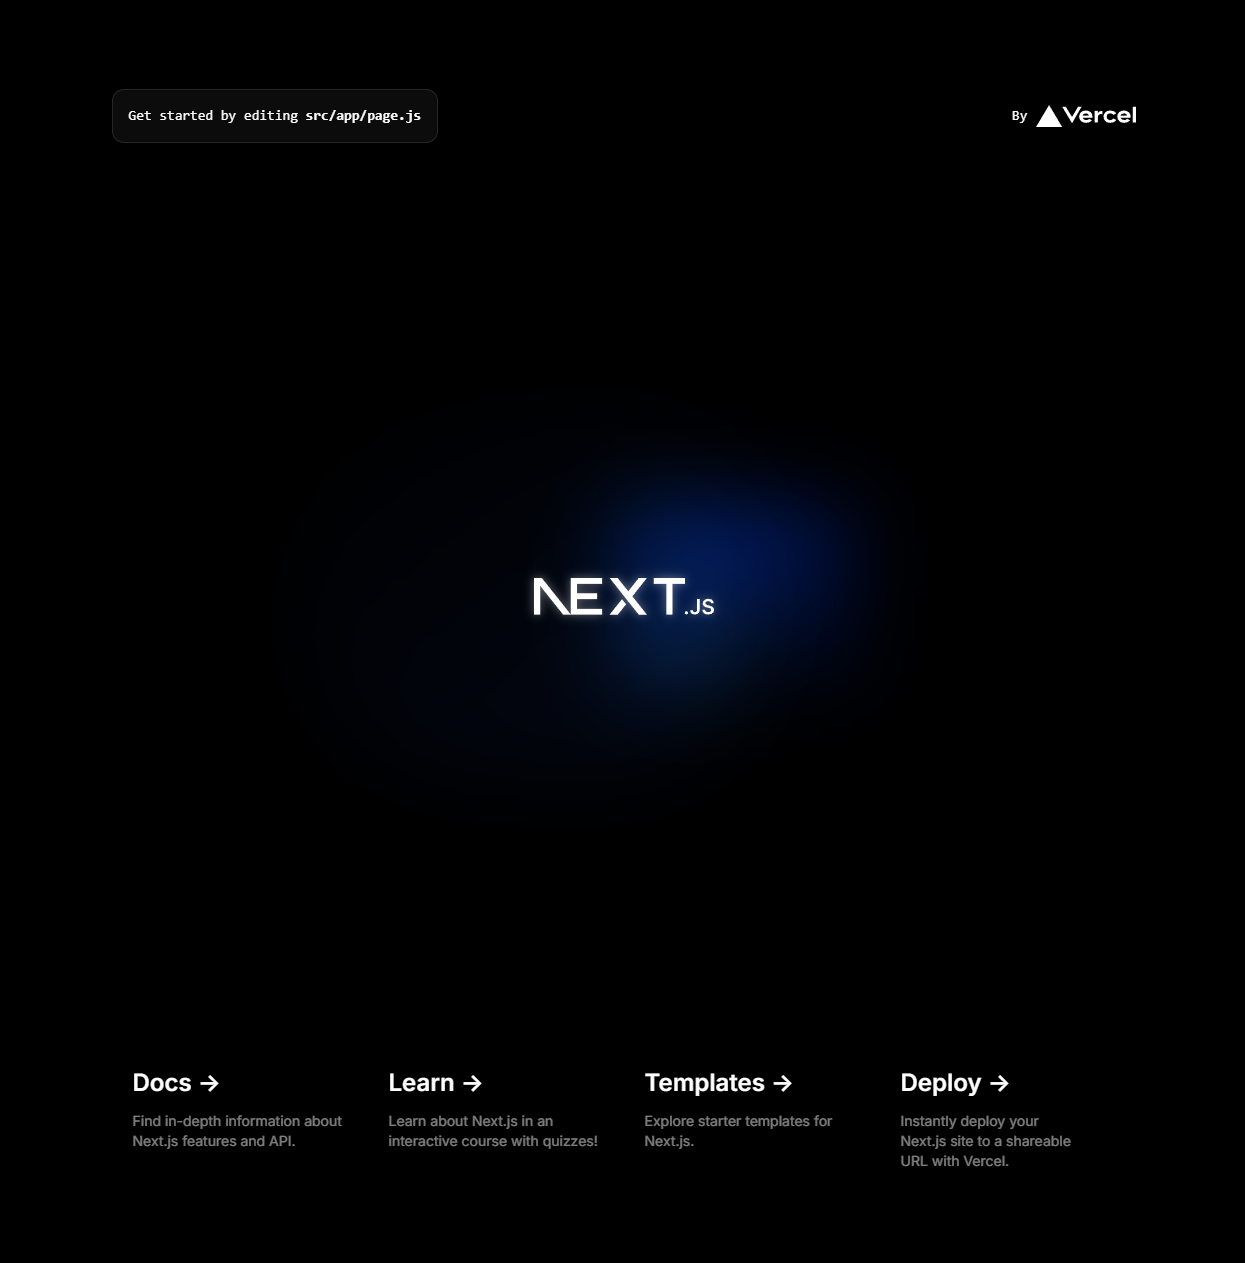 Get started by editing src/app/page.js
By Vercel
NEXT.JS
Docs →
Find in-depth information about
Next.js features and API.
Learn →
Learn about Next.js in an
interactive course with quizzes!
Templates →
Explore starter templates for
Next.js.
Deploy →
Instantly deploy your
Next.js site to a shareable
URL with Vercel.